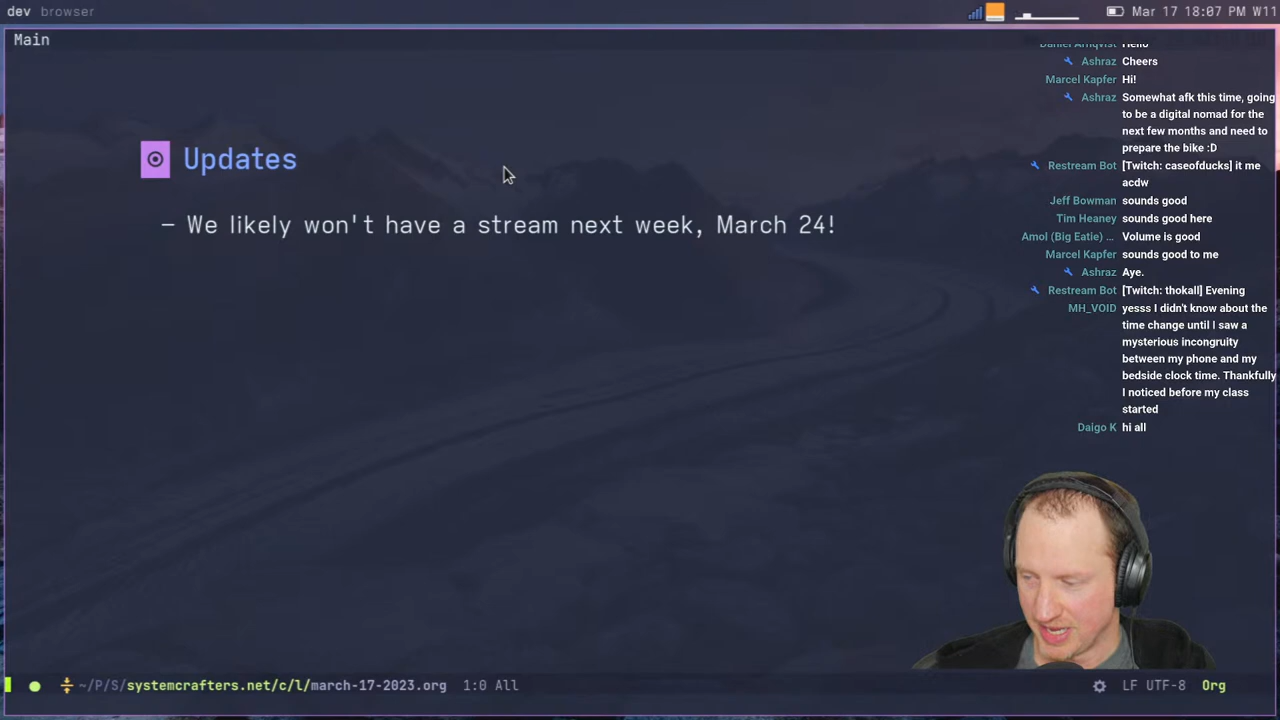 dev browser
Mar 17 18:07 PM W11
Main
Updates
– We likely won't have a stream next week, March 24!
Daniel Arnqvist Hello
Ashraz Cheers
Marcel Kapfer Hi!
Ashraz Somewhat afk this time, going
to be a digital nomad for the
next few months and need to
prepare the bike :D
Restream Bot [Twitch: caseofducks] it me
acdw
Jeff Bowman sounds good
Tim Heaney sounds good here
Amol (Big Eatie) ... Volume is good
Marcel Kapfer sounds good to me
Ashraz Aye.
Restream Bot [Twitch: thokall] Evening
MH_VOID yesss I didn't know about the
time change until I saw a
mysterious incongruity
between my phone and my
bedside clock time. Thankfully
I noticed before my class
started
Daigo K hi all
~/P/S/systemcrafters.net/c/l/march-17-2023.org 1:0 All
LF UTF-8 Org